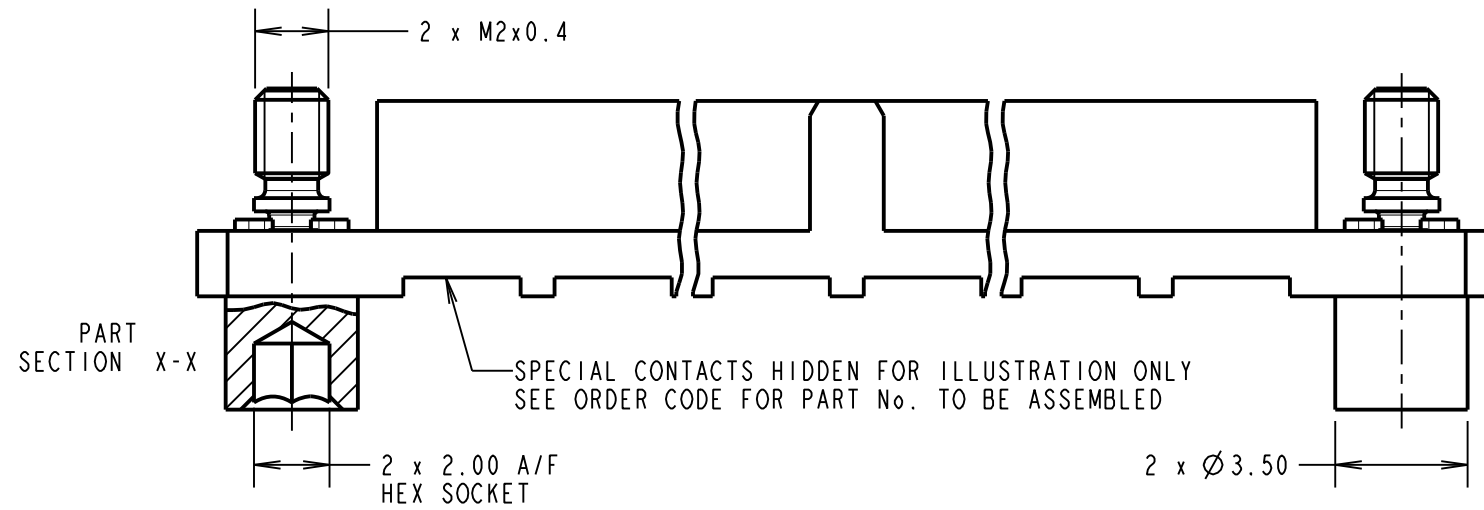 2 x M2x0.4
PART
SECTION X-X
SPECIAL CONTACTS HIDDEN FOR ILLUSTRATION ONLY
SEE ORDER CODE FOR PART No. TO BE ASSEMBLED
2 x 2.00 A/F
HEX SOCKET
2 x Ø3.50